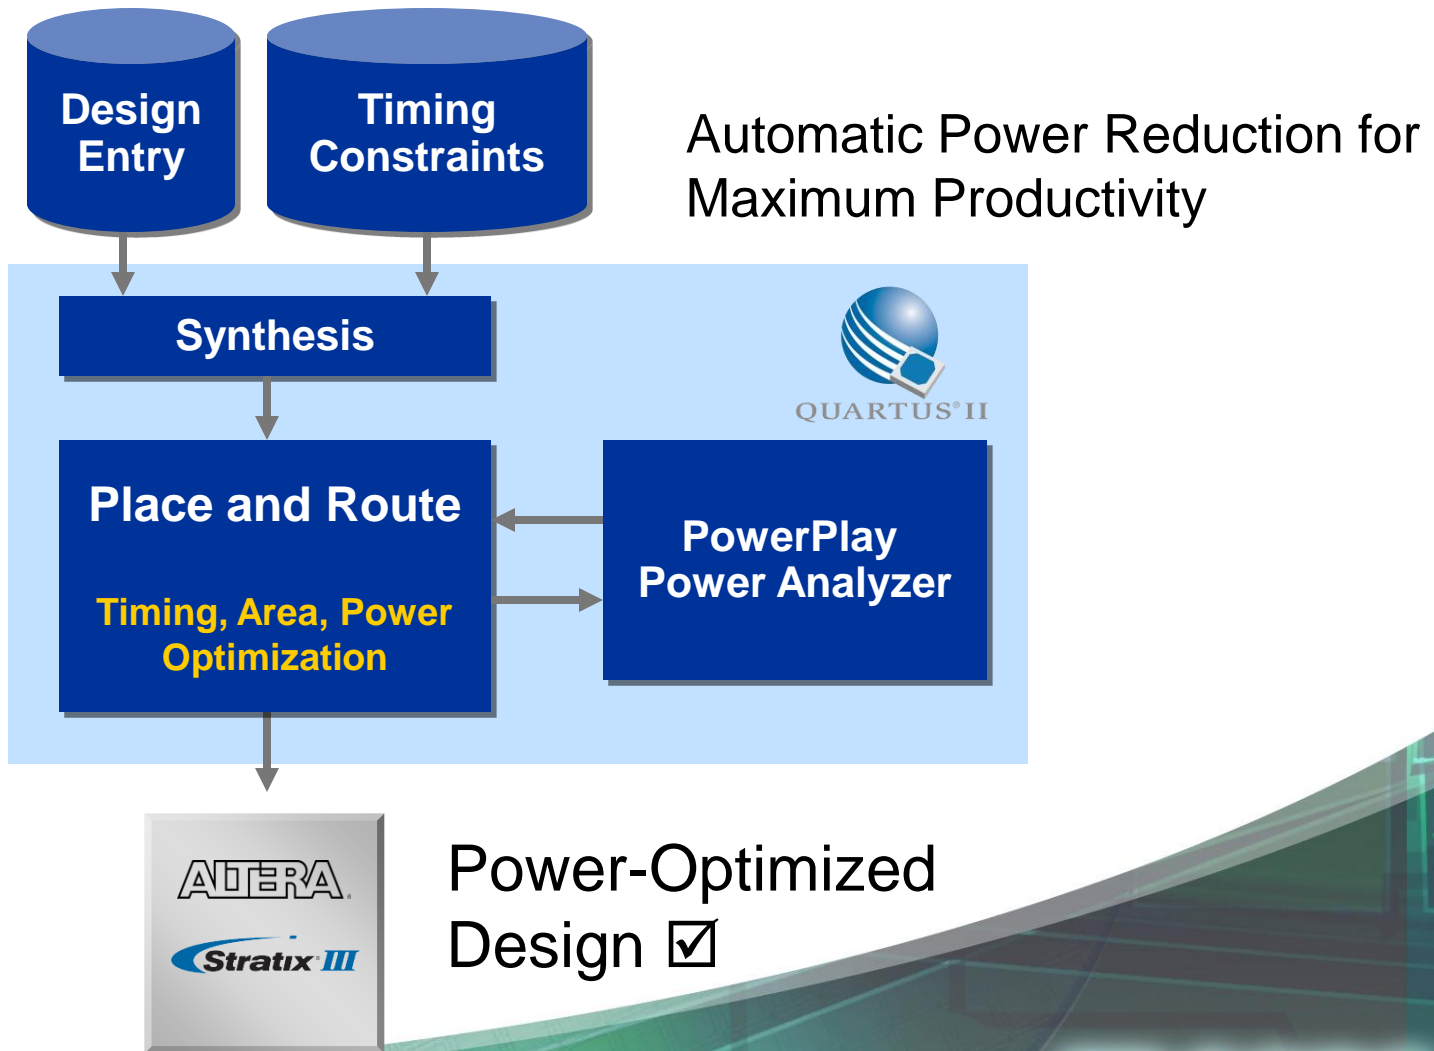 Design
Entry
Timing
Constraints
Automatic Power Reduction for
Maximum Productivity
Synthesis
QUARTUS® II
Place and Route
Timing, Area, Power
Optimization
PowerPlay
Power Analyzer
ALTERA®
Stratix® III
Power-Optimized
Design ☑